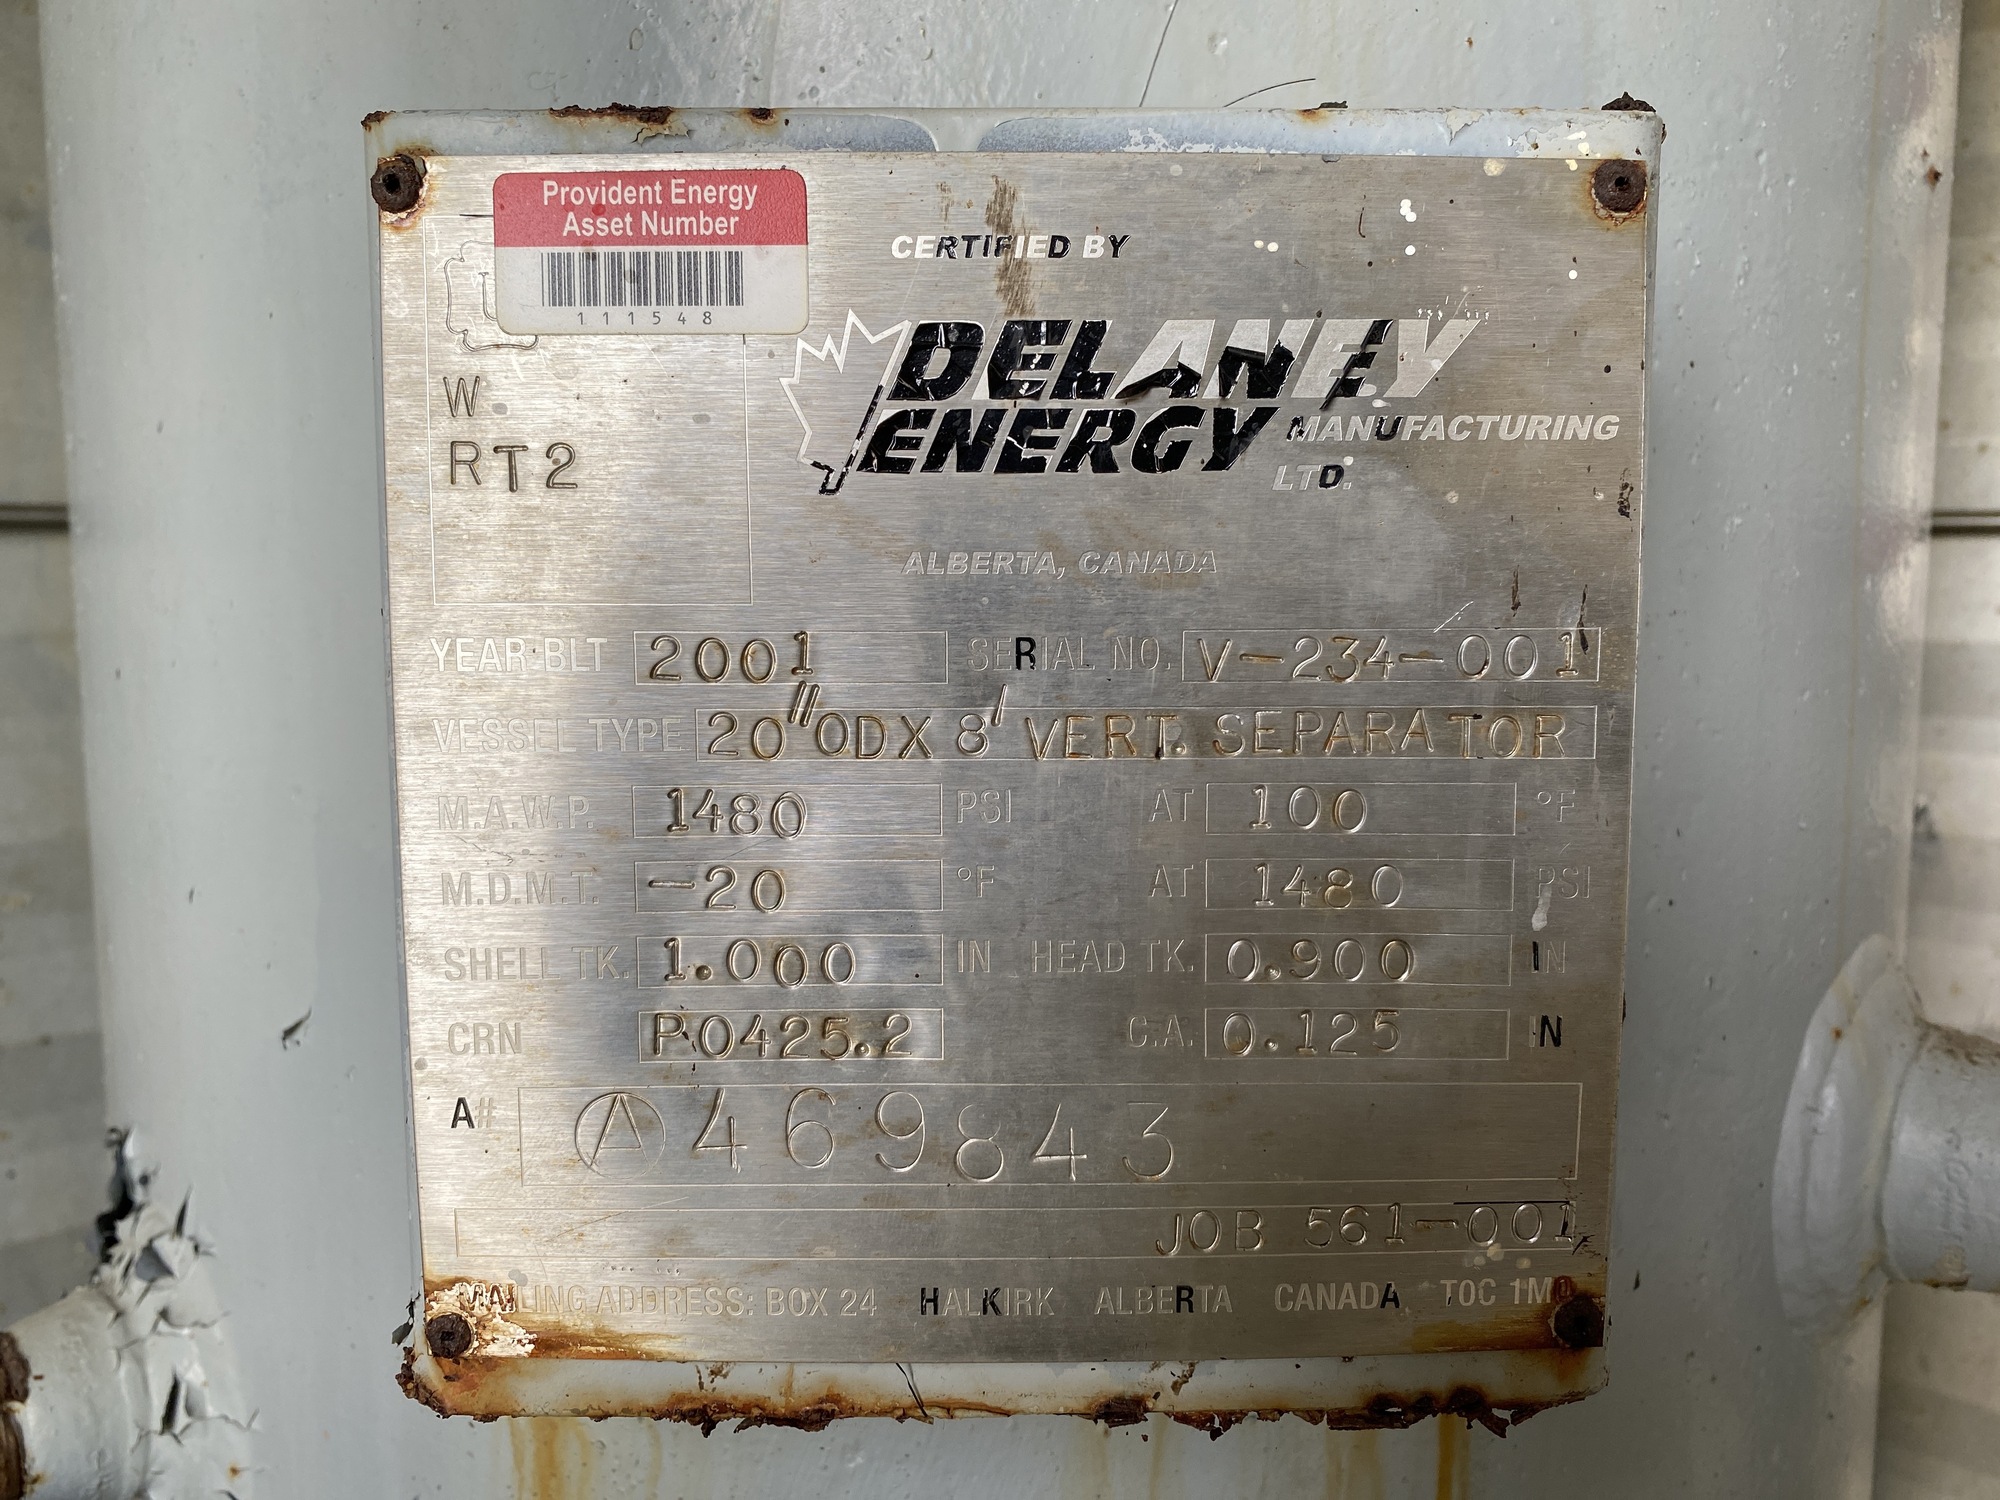 Provident Energy
Asset Number
111548
U
W
RT2
CERTIFIED BY
DELANEY
ENERGY MANUFACTURING
LTD.
ALBERTA, CANADA
YEAR BLT 2001 SERIAL NO. V-234-001
VESSEL TYPE 20" OD X 8' VERT. SEPARATOR
M.A.W.P. 1480 PSI AT 100 °F
M.D.M.T. -20 °F AT 1480 PSI
SHELL TK. 1.000 IN HEAD TK. 0.900 IN
CRN P0425.2 C.A. 0.125 IN
A# Ⓐ469843
JOB 561-001
MAILING ADDRESS: BOX 24 HALKIRK ALBERTA CANADA T0C 1M0